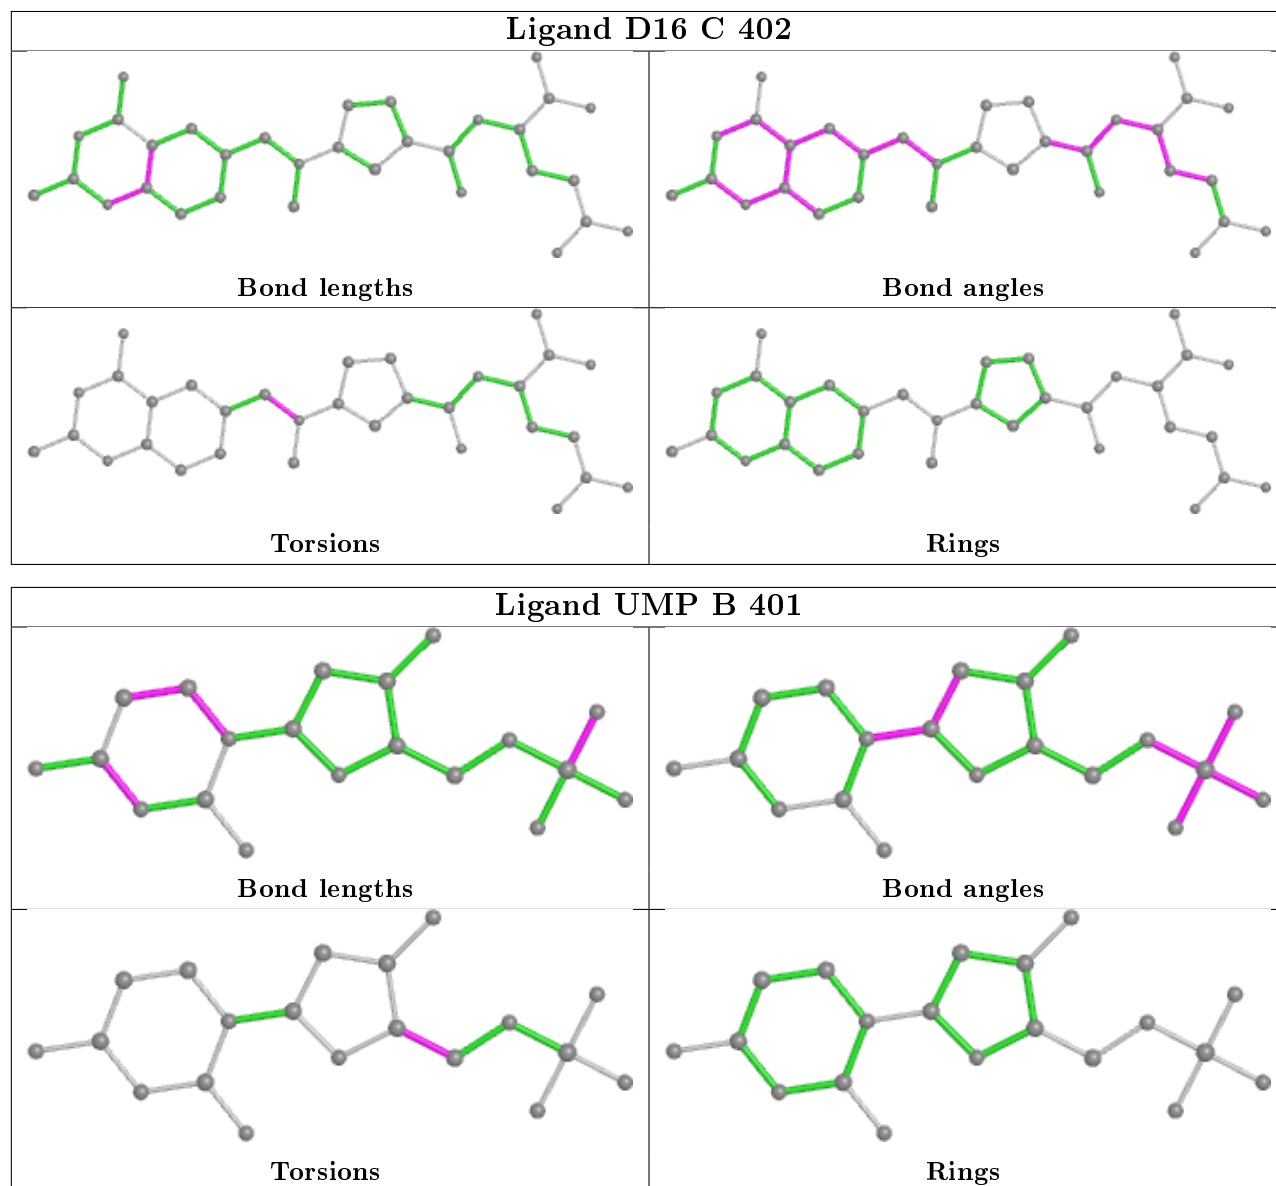 Ligand D16 C 402
Bond lengths
Bond angles
Torsions
Rings
Ligand UMP B 401
Bond lengths
Bond angles
Torsions
Rings